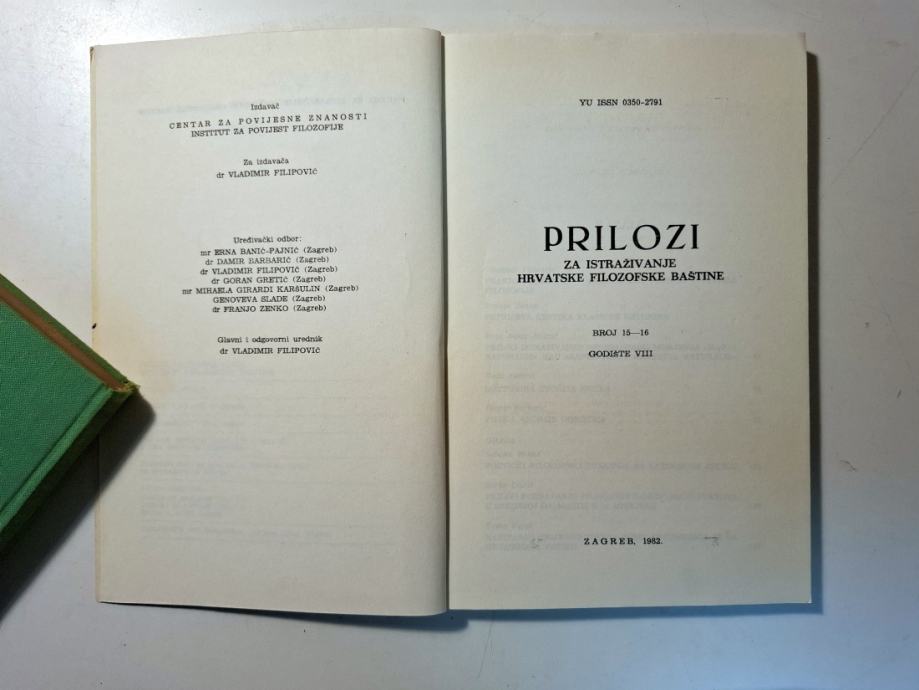 Izdavač
CENTAR ZA POVIJESNE ZNANOSTI
INSTITUT ZA POVIJEST FILOZOFIJE
Za izdavača
dr VLADIMIR FILIPOVIĆ
Uređivački odbor:
mr ERNA BANIĆ-PAJNIĆ (Zagreb)
dr DAMIR BARBARIĆ (Zagreb)
dr VLADIMIR FILIPOVIĆ (Zagreb)
dr GORAN GRETIĆ (Zagreb)
mr MIHAELA GIRARDI KARŠULIN (Zagreb)
GENOVEVA SLADE (Zagreb)
dr FRANJO ZENKO (Zagreb)
Glavni i odgovorni urednik
dr VLADIMIR FILIPOVIĆ
YU ISSN 0350-2791
PRILOZI
ZA ISTRAŽIVANJE
HRVATSKE FILOZOFSKE BAŠTINE
BROJ 15—16
GODIŠTE VIII
ZAGREB, 1982.